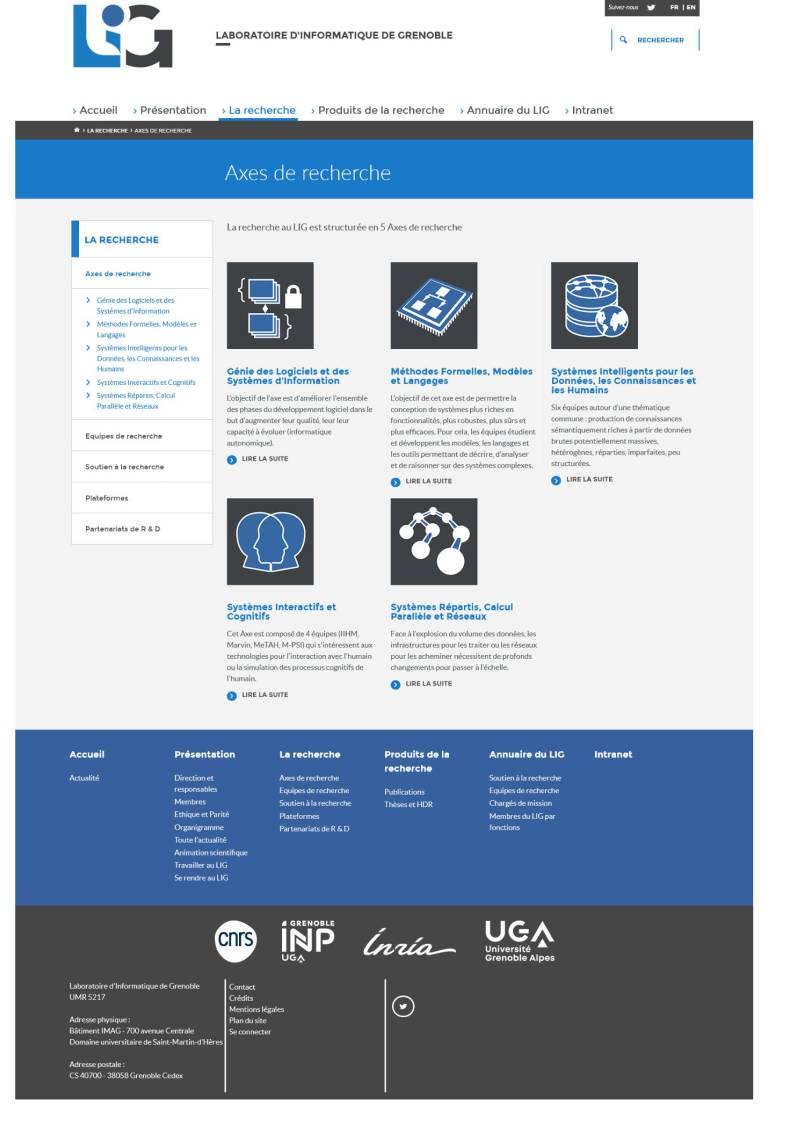 Suivez-nous FR | EN
LIG
LABORATOIRE D'INFORMATIQUE DE GRENOBLE
RECHERCHER
› Accueil › Présentation › La recherche › Produits de la recherche › Annuaire du LIG › Intranet
› LA RECHERCHE › AXES DE RECHERCHE
Axes de recherche
LA RECHERCHE
Axes de recherche
Génie des Logiciels et des
Systèmes d'Information
Méthodes Formelles, Modèles et
Langages
Systèmes Intelligents pour les
Données, les Connaissances et les
Humains
Systèmes Interactifs et Cognitifs
Systèmes Répartis, Calcul
Parallèle et Réseaux
Equipes de recherche
Soutien à la recherche
Plateformes
Partenariats de R & D
La recherche au LIG est structurée en 5 Axes de recherche
Génie des Logiciels et des
Systèmes d'Information
L'objectif de l'axe est d'améliorer l'ensemble
des phases du développement logiciel dans le
but d'augmenter leur qualité, leur leur
capacité à évoluer (informatique
autonomique).
LIRE LA SUITE
Méthodes Formelles, Modèles
et Langages
L'objectif de cet axe est de permettre la
conception de systèmes plus riches en
fonctionnalités, plus robustes, plus sûrs et
plus efficaces. Pour cela, les équipes étudient
et développent les modèles, les langages et
les outils permettant de décrire, d'analyser
et de raisonner sur des systèmes complexes.
LIRE LA SUITE
Systèmes Intelligents pour les
Données, les Connaissances et
les Humains
Six équipes autour d'une thématique
commune : production de connaissances
sémantiquement riches à partir de données
brutes potentiellement massives,
hétérogènes, réparties, imparfaites, peu
structurées.
LIRE LA SUITE
Systèmes Interactifs et
Cognitifs
Cet Axe est composé de 4 équipes (IIHM,
Marvin, MeTAH, M-PSI) qui s'intéressent aux
technologies pour l'interaction avec l'humain
ou la simulation des processus cognitifs de
l'humain.
LIRE LA SUITE
Systèmes Répartis, Calcul
Parallèle et Réseaux
Face à l'explosion du volume des données, les
infrastructures pour les traiter ou les réseaux
pour les acheminer nécessitent de profonds
changements pour passer à l'échelle.
LIRE LA SUITE
Accueil
Actualité
Présentation
Direction et
responsables
Membres
Ethique et Parité
Organigramme
Toute l'actualité
Animation scientifique
Travailler au LIG
Se rendre au LIG
La recherche
Axes de recherche
Equipes de recherche
Soutien à la recherche
Plateformes
Partenariats de R & D
Produits de la
recherche
Publications
Thèses et HDR
Annuaire du LIG
Soutien à la recherche
Equipes de recherche
Chargés de mission
Membres du LIG par
fonctions
Intranet
cnrs
GRENOBLE
INP
UGA
Inria
UGA
Université
Grenoble Alpes
Laboratoire d'Informatique de Grenoble
UMR 5217
Adresse physique :
Bâtiment IMAG - 700 avenue Centrale
Domaine universitaire de Saint-Martin-d'Hères
Adresse postale :
CS 40700 - 38058 Grenoble Cedex
Contact
Crédits
Mentions légales
Plan du site
Se connecter